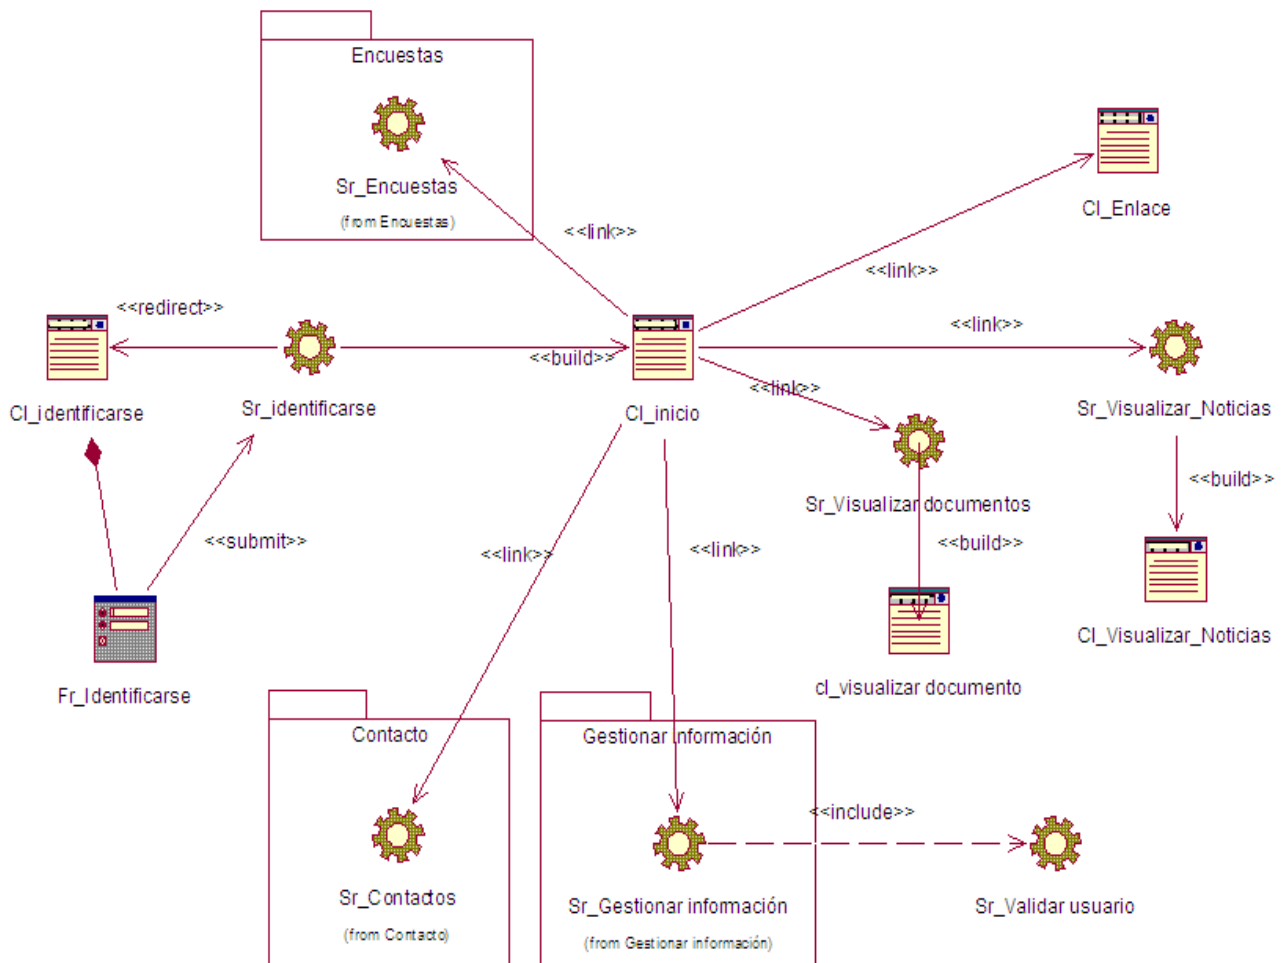 Encuestas
Sr_Encuestas
(from Encuestas)
<<link>>
Cl_Enlace
<<link>>
<<redirect>>
<<link>>
<<build>>
<<link>>
Cl_identificarse
Sr_identificarse
Cl_inicio
Sr_Visualizar_Noticias
<<build>>
Sr_Visualizar documentos
<<submit>>
<<link>>
<<link>>
<<build>>
Cl_Visualizar_Noticias
Fr_Identificarse
cl_visualizar documento
Contacto
Gestionar información
<<include>>
Sr_Contactos
(from Contacto)
Sr_Gestionar información
(from Gestionar información)
Sr_Validar usuario